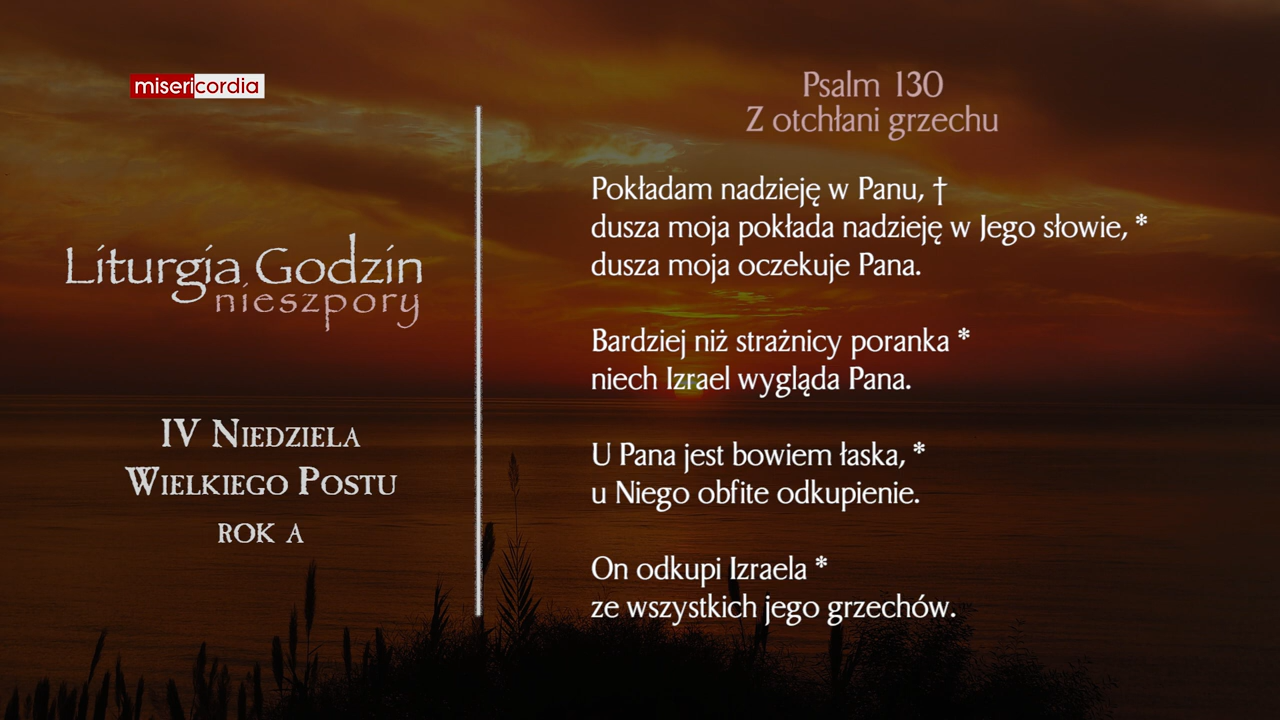 misericordia
Liturgia Godzin
nieszpory
IV Niedziela
Wielkiego Postu
rok A
Psalm 130
Z otchłani grzechu
Pokładam nadzieję w Panu, †
dusza moja pokłada nadzieję w Jego słowie, *
dusza moja oczekuje Pana.
Bardziej niż strażnicy poranka *
niech Izrael wygląda Pana.
U Pana jest bowiem łaska, *
u Niego obfite odkupienie.
On odkupi Izraela *
ze wszystkich jego grzechów.